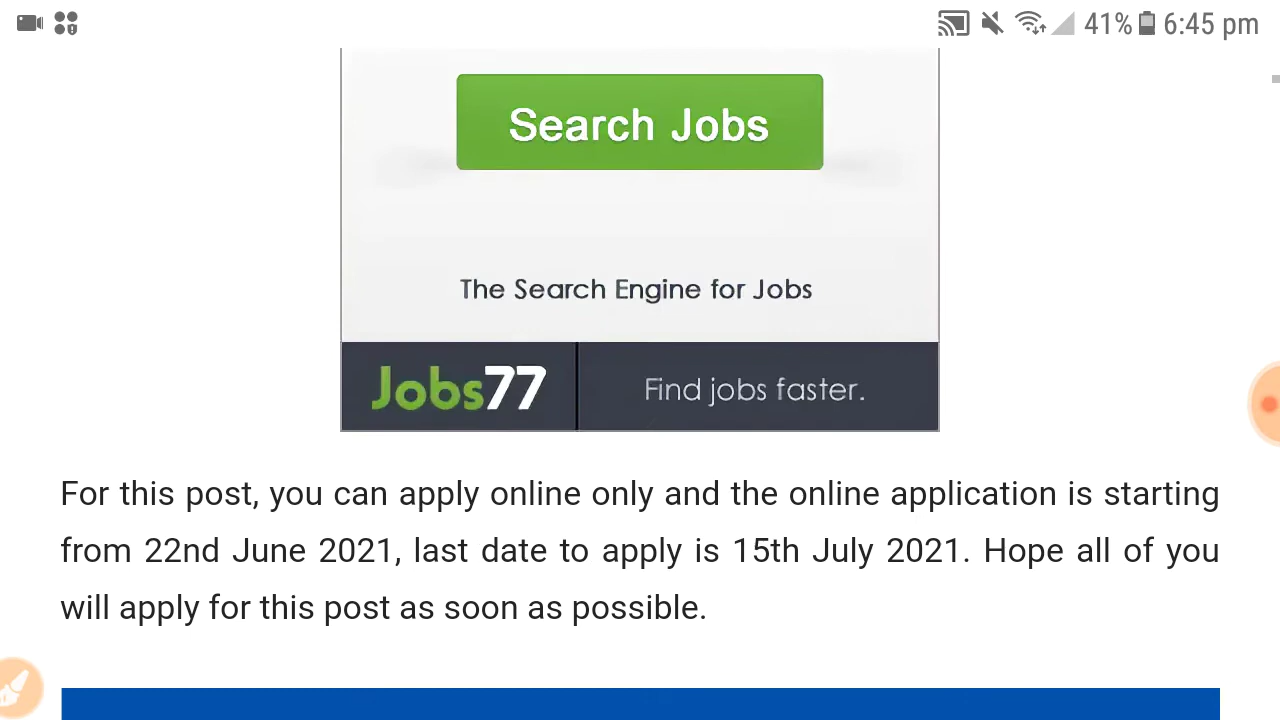 41% 6:45 pm
Search Jobs
The Search Engine for Jobs
Jobs77 Find jobs faster.
For this post, you can apply online only and the online application is starting
from 22nd June 2021, last date to apply is 15th July 2021. Hope all of you
will apply for this post as soon as possible.